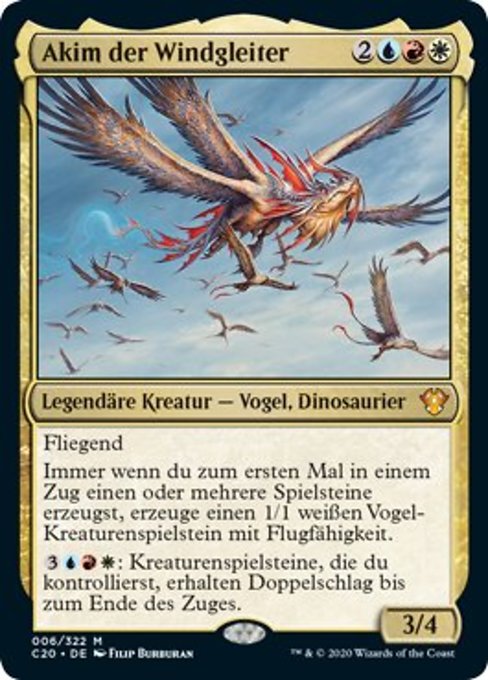 Akim der Windgleiter 2
Legendäre Kreatur — Vogel, Dinosaurier
Fliegend
Immer wenn du zum ersten Mal in einem
Zug einen oder mehrere Spielsteine
erzeugst, erzeuge einen 1/1 weißen Vogel-
Kreaturenspielstein mit Flugfähigkeit.
3 : Kreaturenspielsteine, die du
kontrollierst, erhalten Doppelschlag bis
zum Ende des Zuges.
3/4
006/322 M
C20 • DE Filip Burburan
™ & © 2020 Wizards of the Coast